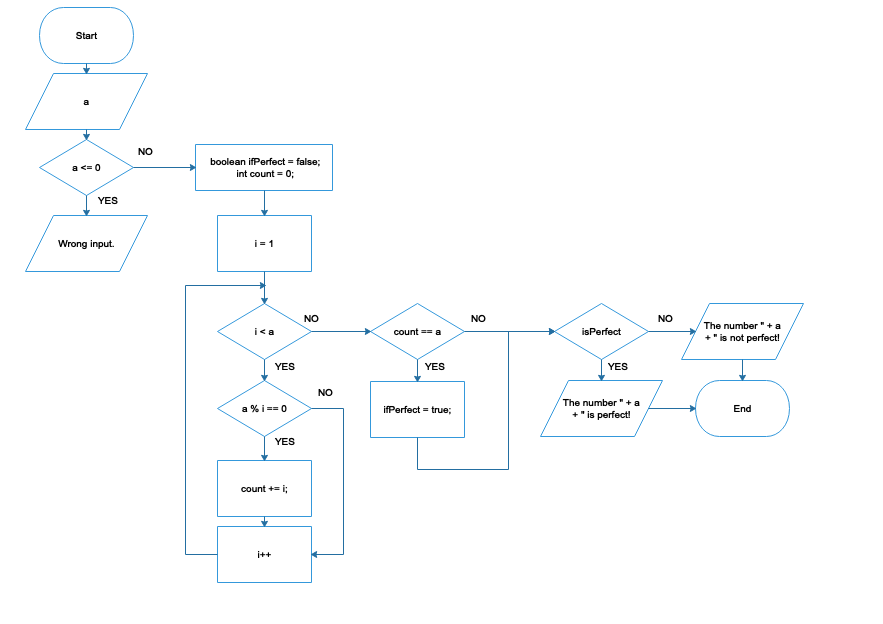 Start
a
a <= 0
NO
YES
Wrong input.
boolean ifPerfect = false;
int count = 0;
i = 1
i < a
NO
YES
a % i == 0
NO
YES
count += i;
i++
count == a
NO
YES
ifPerfect = true;
isPerfect
NO
YES
The number " + a
+ " is not perfect!
The number " + a
+ " is perfect!
End